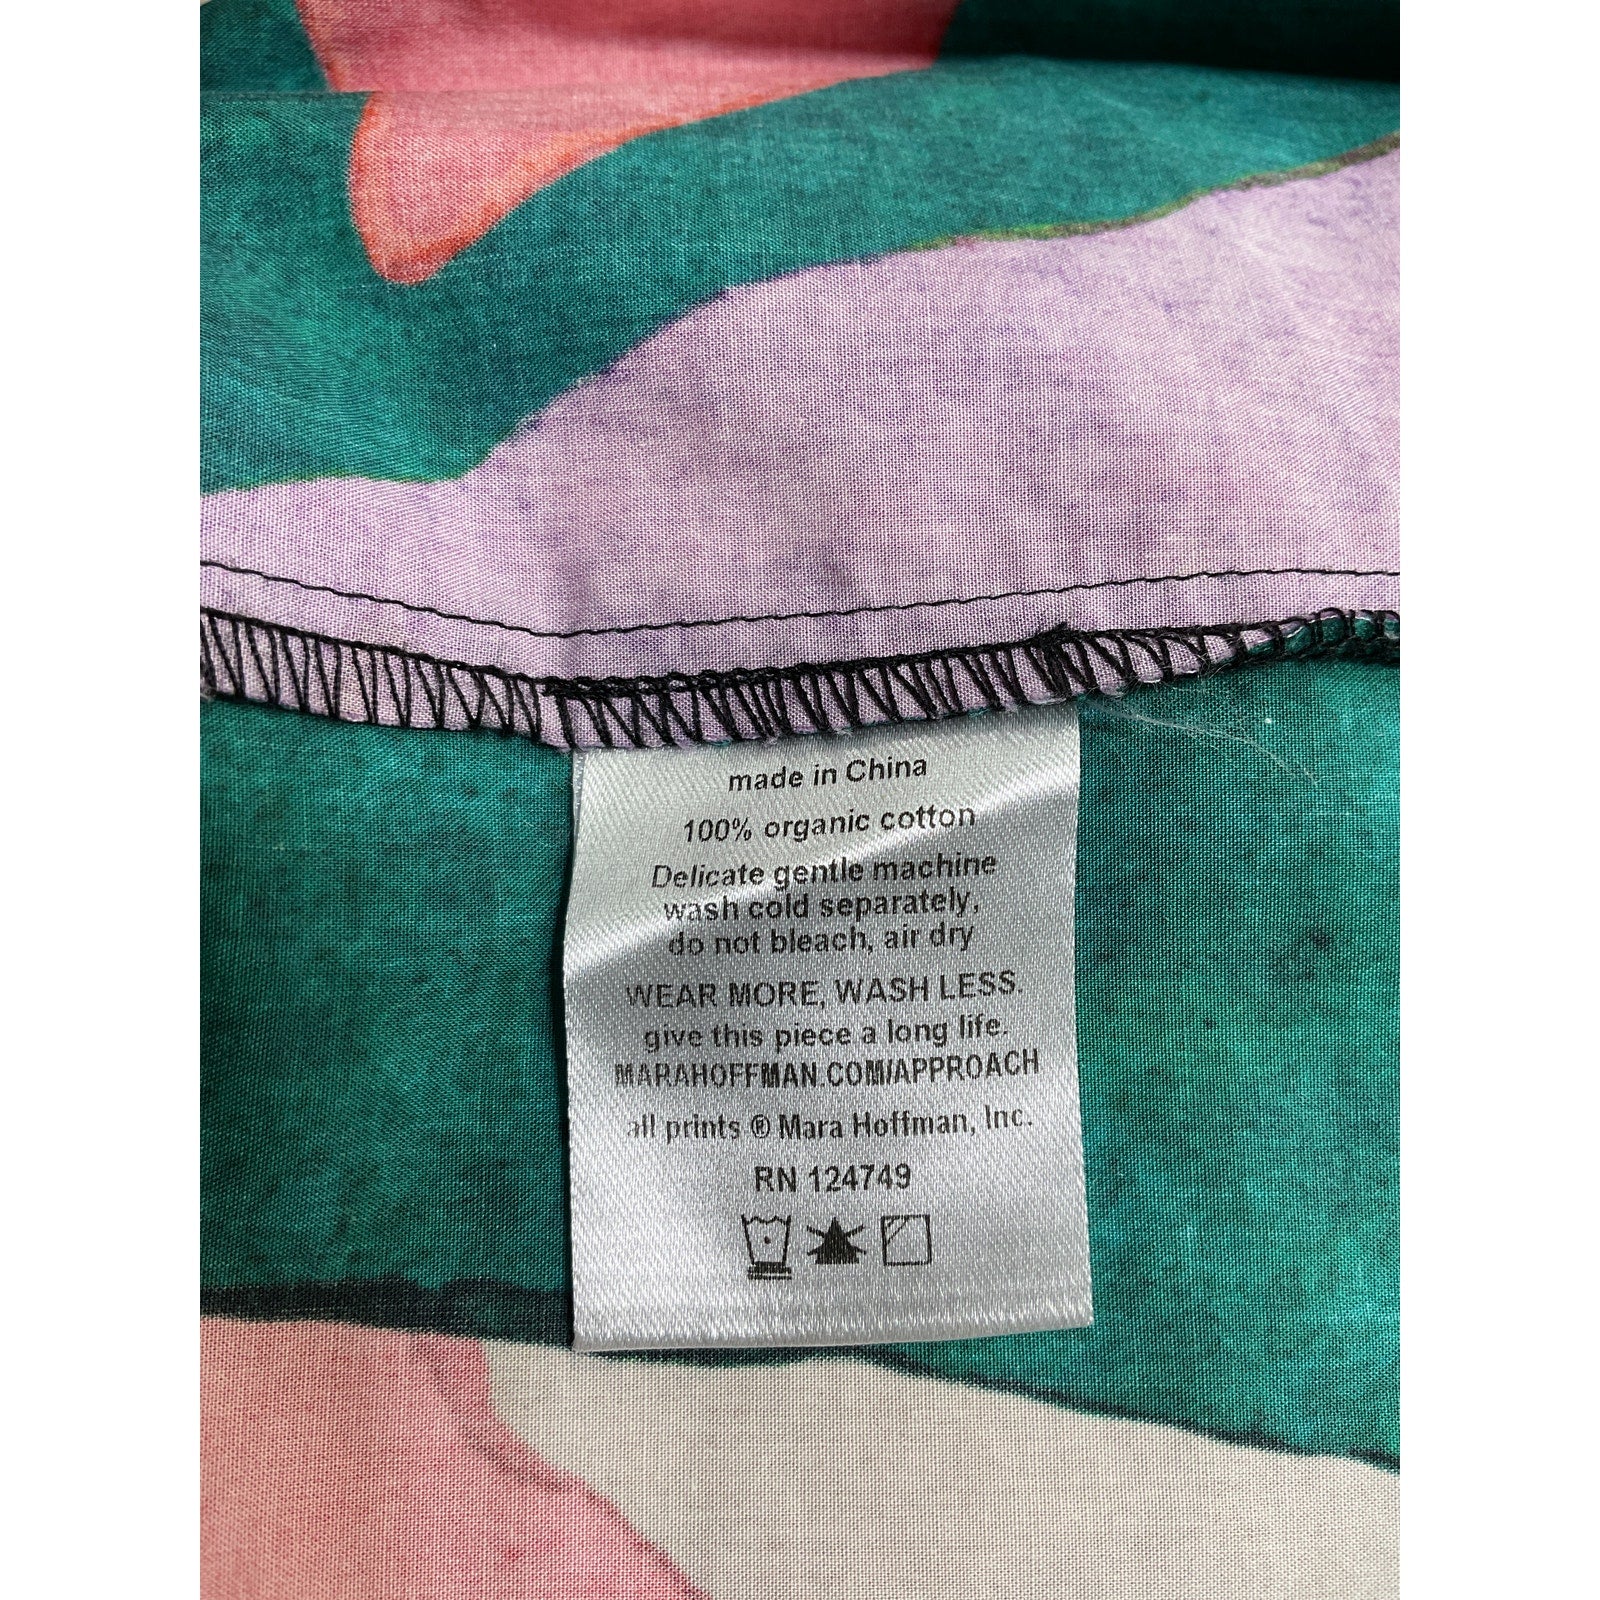 made in China
100% organic cotton
Delicate gentle machine
wash cold separately,
do not bleach, air dry
WEAR MORE, WASH LESS.
give this piece a long life.
MARAHOFFMAN.COM/APPROACH
all prints ® Mara Hoffman, Inc.
RN 124749